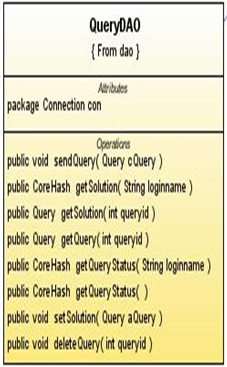 QueryDAO
{ From dao }
Attributes
package Connection con
Operations
public void sendQuery( Query cQuery )
public CoreHash getSolution( String loginname )
public Query getSolution( int queryid )
public Query getQuery( int queryid )
public CoreHash getQueryStatus( String loginname )
public CoreHash getQueryStatus( )
public void setSolution( Query aQuery )
public void deleteQuery( int queryid )